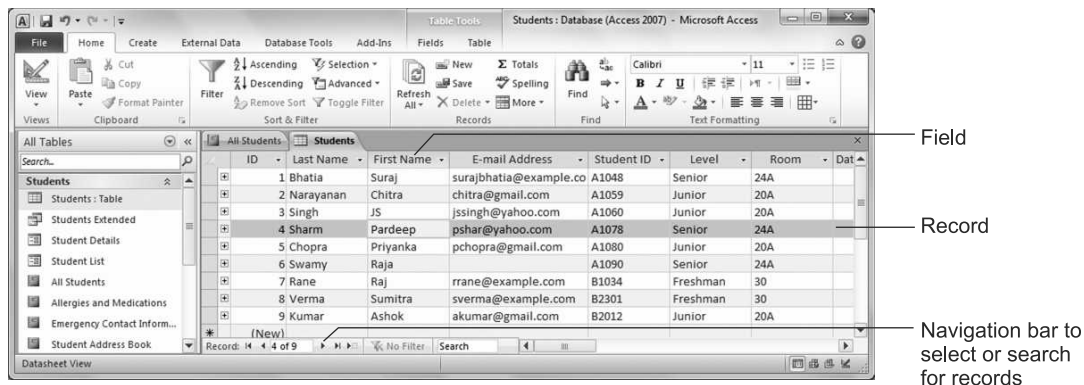 Table Tools Students : Database (Access 2007) - Microsoft Access
File Home Create External Data Database Tools Add-Ins Fields Table
View
Views
Paste
Cut
Copy
Format Painter
Clipboard
Filter
Ascending
Descending
Remove Sort
Selection
Advanced
Toggle Filter
Sort & Filter
Refresh All
New
Save
Delete
Totals
Spelling
More
Records
Find
Find
Calibri 11
B I U
Text Formatting
All Tables
Search...
Students
Students : Table
Students Extended
Student Details
Student List
All Students
Allergies and Medications
Emergency Contact Inform...
Student Address Book
All Students Students
ID Last Name First Name E-mail Address Student ID Level Room Dat
1 Bhatia Suraj surajbhatia@example.co A1048 Senior 24A
2 Narayanan Chitra chitra@gmail.com A1059 Junior 20A
3 Singh JS jssingh@yahoo.com A1060 Junior 20A
4 Sharm Pardeep pshar@yahoo.com A1078 Senior 24A
5 Chopra Priyanka pchopra@gmail.com A1080 Junior 20A
6 Swamy Raja A1090 Senior 24A
7 Rane Raj rrane@example.com B1034 Freshman 30
8 Verma Sumitra sverma@example.com B2301 Freshman 30
9 Kumar Ashok akumar@gmail.com B2012 Junior 20A
(New)
Record: 4 of 9 No Filter Search
Datasheet View
Field
Record
Navigation bar to
select or search
for records